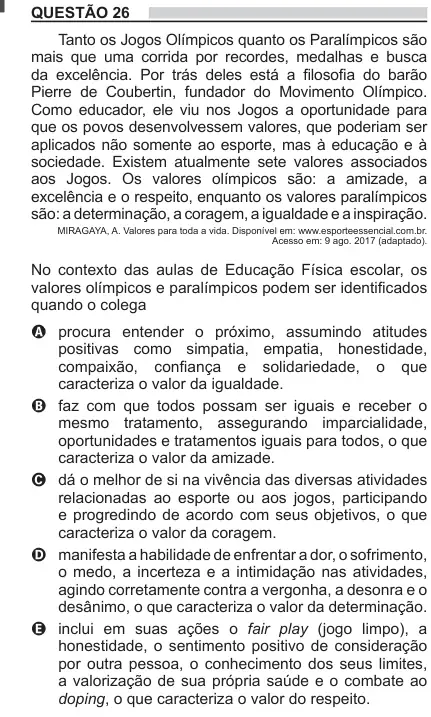 QUESTÃO 26
Tanto os Jogos Olímpicos quanto os Paralímpicos são
mais que uma corrida por recordes, medalhas e busca
da excelência. Por trás deles está a filosofia do barão
Pierre de Coubertin, fundador do Movimento Olímpico.
Como educador, ele viu nos Jogos a oportunidade para
que os povos desenvolvessem valores, que poderiam ser
aplicados não somente ao esporte, mas à educação e à
sociedade. Existem atualmente sete valores associados
aos Jogos. Os valores olímpicos são: a amizade, a
excelência e o respeito, enquanto os valores paralímpicos
são: a determinação, a coragem, a igualdade e a inspiração.
MIRAGAYA, A. Valores para toda a vida. Disponível em: www.esporteessencial.com.br.
Acesso em: 9 ago. 2017 (adaptado).
No contexto das aulas de Educação Física escolar, os
valores olímpicos e paralímpicos podem ser identificados
quando o colega
A procura entender o próximo, assumindo atitudes
positivas como simpatia, empatia, honestidade,
compaixão, confiança e solidariedade, o que
caracteriza o valor da igualdade.
B faz com que todos possam ser iguais e receber o
mesmo tratamento, assegurando imparcialidade,
oportunidades e tratamentos iguais para todos, o que
caracteriza o valor da amizade.
C dá o melhor de si na vivência das diversas atividades
relacionadas ao esporte ou aos jogos, participando
e progredindo de acordo com seus objetivos, o que
caracteriza o valor da coragem.
D manifesta a habilidade de enfrentar a dor, o sofrimento,
o medo, a incerteza e a intimidação nas atividades,
agindo corretamente contra a vergonha, a desonra e o
desânimo, o que caracteriza o valor da determinação.
E inclui em suas ações o fair play (jogo limpo), a
honestidade, o sentimento positivo de consideração
por outra pessoa, o conhecimento dos seus limites,
a valorização de sua própria saúde e o combate ao
doping, o que caracteriza o valor do respeito.